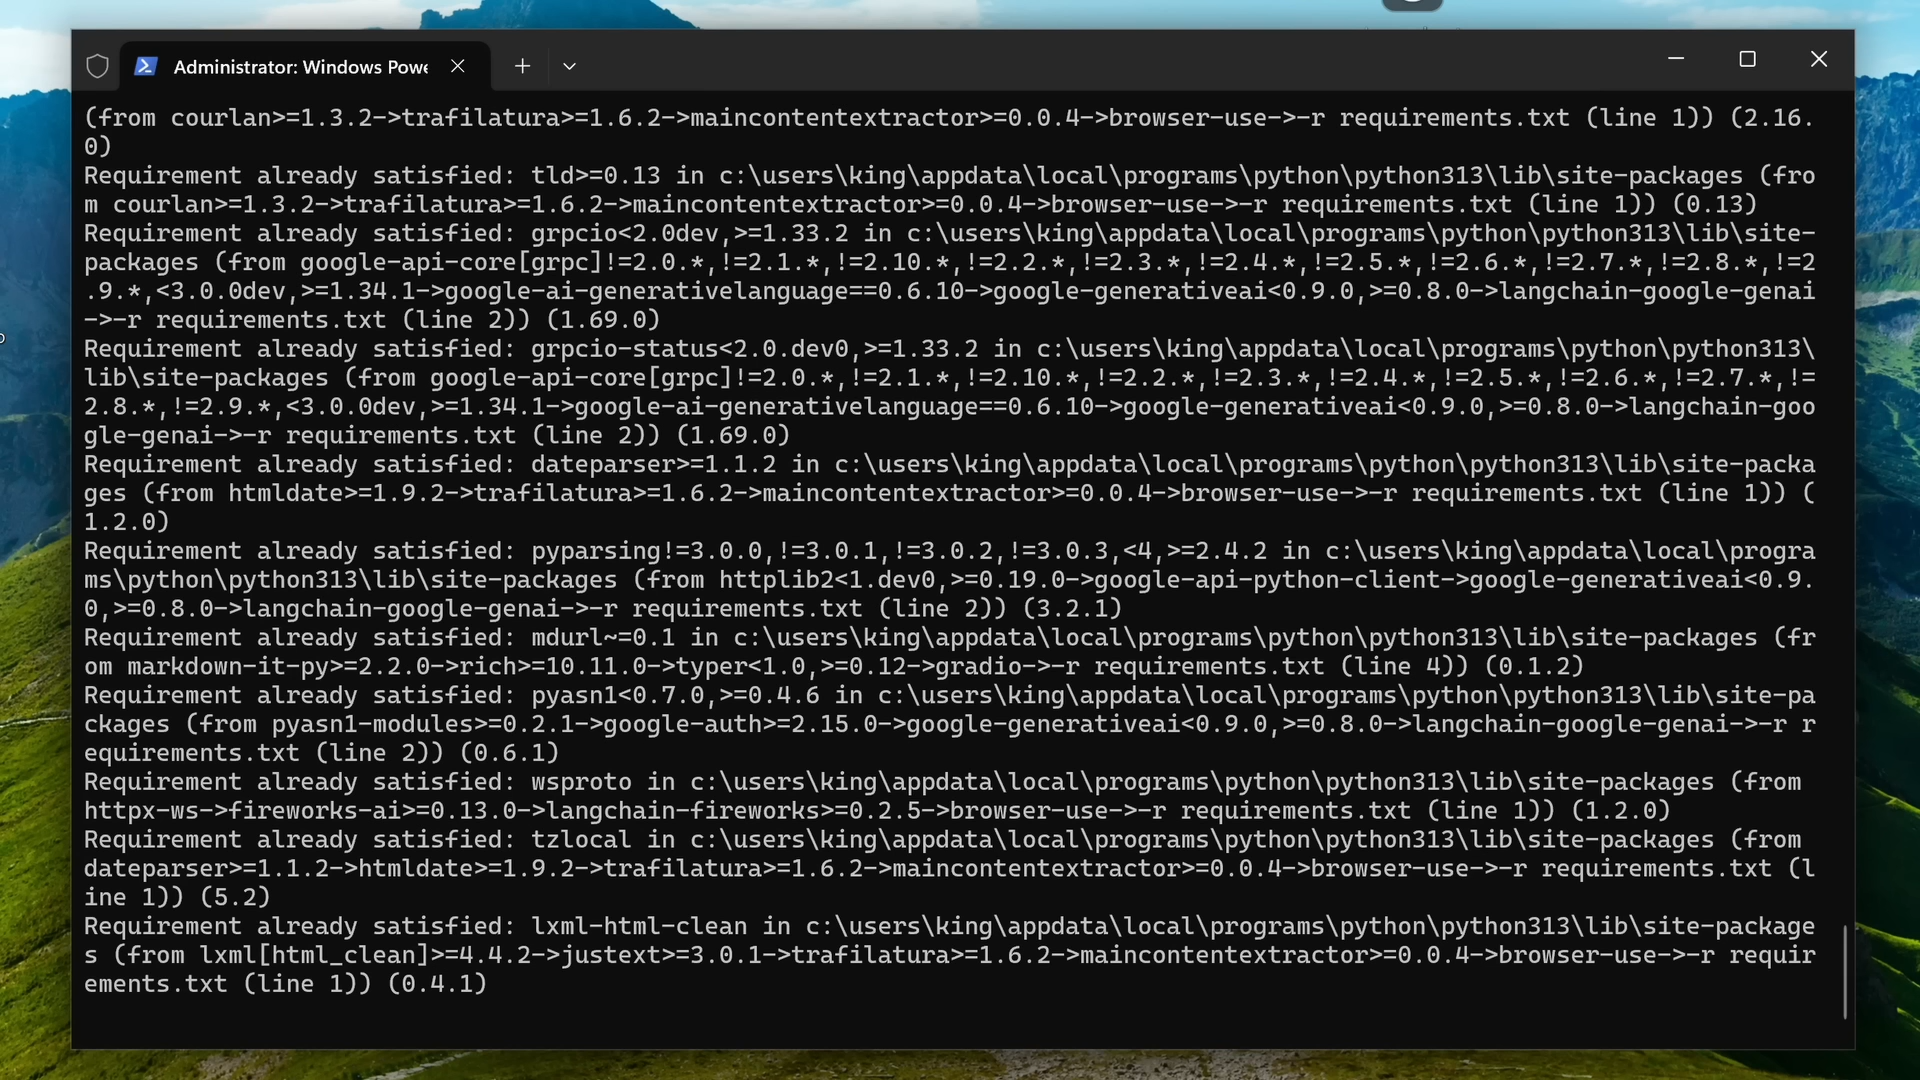 Administrator: Windows Powe
(from courlan>=1.3.2->trafilatura>=1.6.2->maincontentextractor>=0.0.4->browser-use->-r requirements.txt (line 1)) (2.16.
0)
Requirement already satisfied: tld>=0.13 in c:\users\king\appdata\local\programs\python\python313\lib\site-packages (fro
m courlan>=1.3.2->trafilatura>=1.6.2->maincontentextractor>=0.0.4->browser-use->-r requirements.txt (line 1)) (0.13)
Requirement already satisfied: grpcio<2.0dev,>=1.33.2 in c:\users\king\appdata\local\programs\python\python313\lib\site-
packages (from google-api-core[grpc]!=2.0.*,!=2.1.*,!=2.10.*,!=2.2.*,!=2.3.*,!=2.4.*,!=2.5.*,!=2.6.*,!=2.7.*,!=2.8.*,!=2
.9.*,<3.0.0dev,>=1.34.1->google-ai-generativelanguage==0.6.10->google-generativeai<0.9.0,>=0.8.0->langchain-google-genai
->-r requirements.txt (line 2)) (1.69.0)
Requirement already satisfied: grpcio-status<2.0.dev0,>=1.33.2 in c:\users\king\appdata\local\programs\python\python313\
lib\site-packages (from google-api-core[grpc]!=2.0.*,!=2.1.*,!=2.10.*,!=2.2.*,!=2.3.*,!=2.4.*,!=2.5.*,!=2.6.*,!=2.7.*,!=
2.8.*,!=2.9.*,<3.0.0dev,>=1.34.1->google-ai-generativelanguage==0.6.10->google-generativeai<0.9.0,>=0.8.0->langchain-goo
gle-genai->-r requirements.txt (line 2)) (1.69.0)
Requirement already satisfied: dateparser>=1.1.2 in c:\users\king\appdata\local\programs\python\python313\lib\site-packa
ges (from htmldate>=1.9.2->trafilatura>=1.6.2->maincontentextractor>=0.0.4->browser-use->-r requirements.txt (line 1)) (
1.2.0)
Requirement already satisfied: pyparsing!=3.0.0,!=3.0.1,!=3.0.2,!=3.0.3,<4,>=2.4.2 in c:\users\king\appdata\local\progra
ms\python\python313\lib\site-packages (from httplib2<1.dev0,>=0.19.0->google-api-python-client->google-generativeai<0.9.
0,>=0.8.0->langchain-google-genai->-r requirements.txt (line 2)) (3.2.1)
Requirement already satisfied: mdurl~=0.1 in c:\users\king\appdata\local\programs\python\python313\lib\site-packages (fr
om markdown-it-py>=2.2.0->rich>=10.11.0->typer<1.0,>=0.12->gradio->-r requirements.txt (line 4)) (0.1.2)
Requirement already satisfied: pyasn1<0.7.0,>=0.4.6 in c:\users\king\appdata\local\programs\python\python313\lib\site-pa
ckages (from pyasn1-modules>=0.2.1->google-auth>=2.15.0->google-generativeai<0.9.0,>=0.8.0->langchain-google-genai->-r r
equirements.txt (line 2)) (0.6.1)
Requirement already satisfied: wsproto in c:\users\king\appdata\local\programs\python\python313\lib\site-packages (from
httpx-ws->fireworks-ai>=0.13.0->langchain-fireworks>=0.2.5->browser-use->-r requirements.txt (line 1)) (1.2.0)
Requirement already satisfied: tzlocal in c:\users\king\appdata\local\programs\python\python313\lib\site-packages (from
dateparser>=1.1.2->htmldate>=1.9.2->trafilatura>=1.6.2->maincontentextractor>=0.0.4->browser-use->-r requirements.txt (l
ine 1)) (5.2)
Requirement already satisfied: lxml-html-clean in c:\users\king\appdata\local\programs\python\python313\lib\site-package
s (from lxml[html_clean]>=4.4.2->justext>=3.0.1->trafilatura>=1.6.2->maincontentextractor>=0.0.4->browser-use->-r requir
ements.txt (line 1)) (0.4.1)